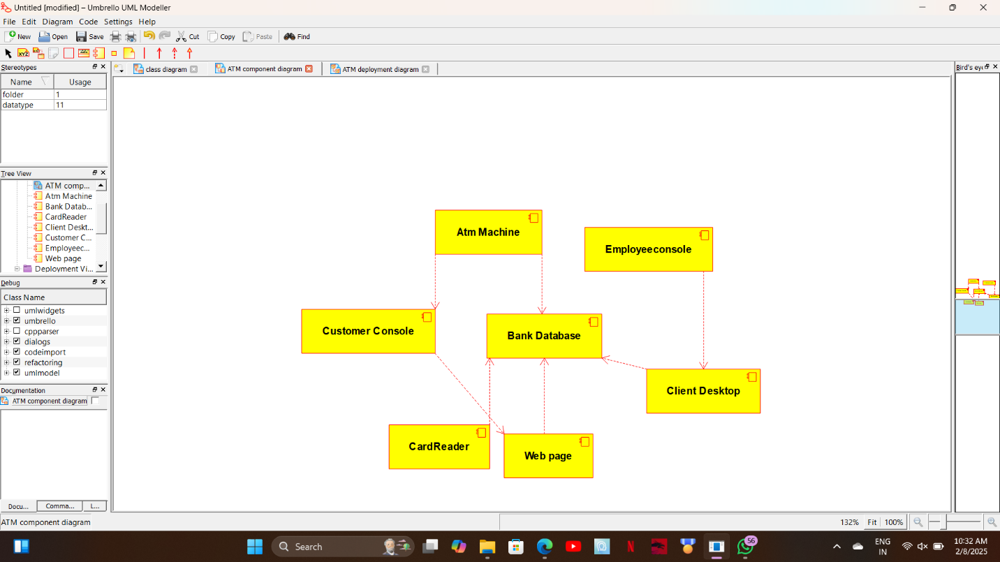 Untitled [modified] – Umbrello UML Modeller
File Edit Diagram Code Settings Help
New Open Save Cut Copy Paste Find
Stereotypes
Name Usage
folder 1
datatype 11
class diagram
ATM component diagram
ATM deployment diagram
Bird's eye
Tree View
ATM comp...
Atm Machine
Bank Datab...
CardReader
Client Deskt...
Customer C...
Employeec...
Web page
Deployment Vi...
Debug
Class Name
umlwidgets
umbrello
cppparser
dialogs
codeimport
refactoring
umlmodel
Documentation
ATM component diagram
Docu... Comma... L...
Atm Machine
Employeeconsole
Customer Console
Bank Database
Client Desktop
CardReader
Web page
ATM component diagram
132% Fit 100%
Search
56
ENG
IN
10:32 AM
2/8/2025